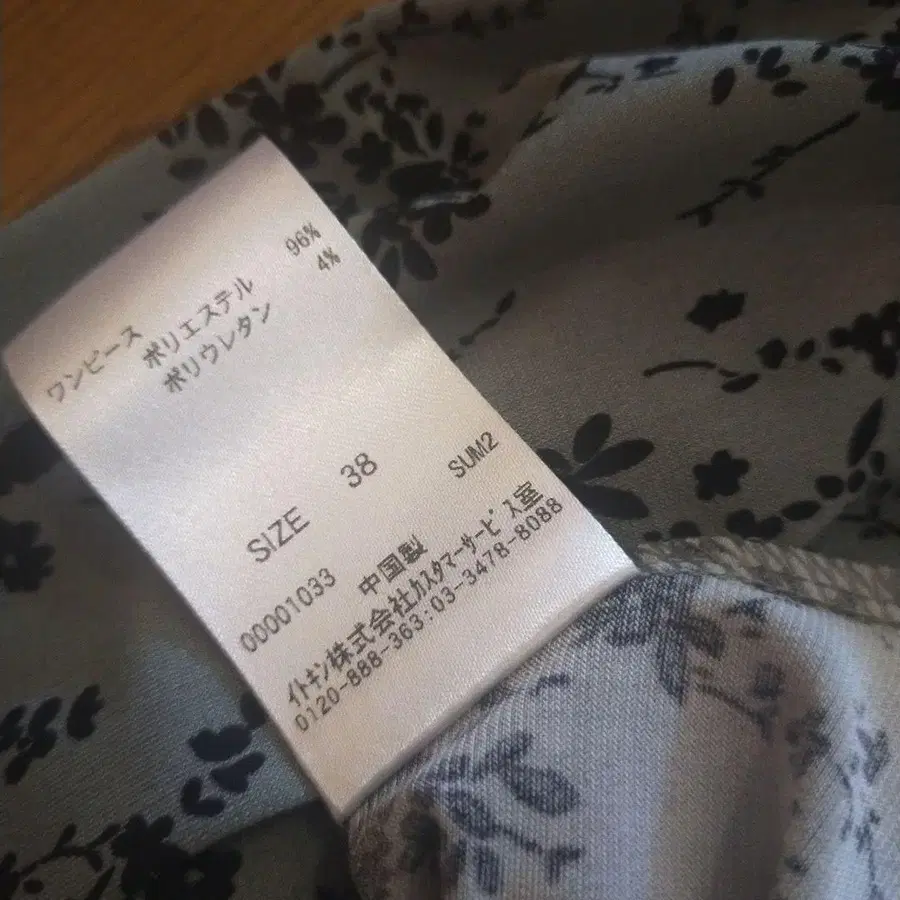 ワンピース
ポリエステル 96%
ポリウレタン 4%
SIZE 38 SUM2
00001033 中国製
イトキン株式会社カスタマーサービス室
0120-888-363:03-3478-8088